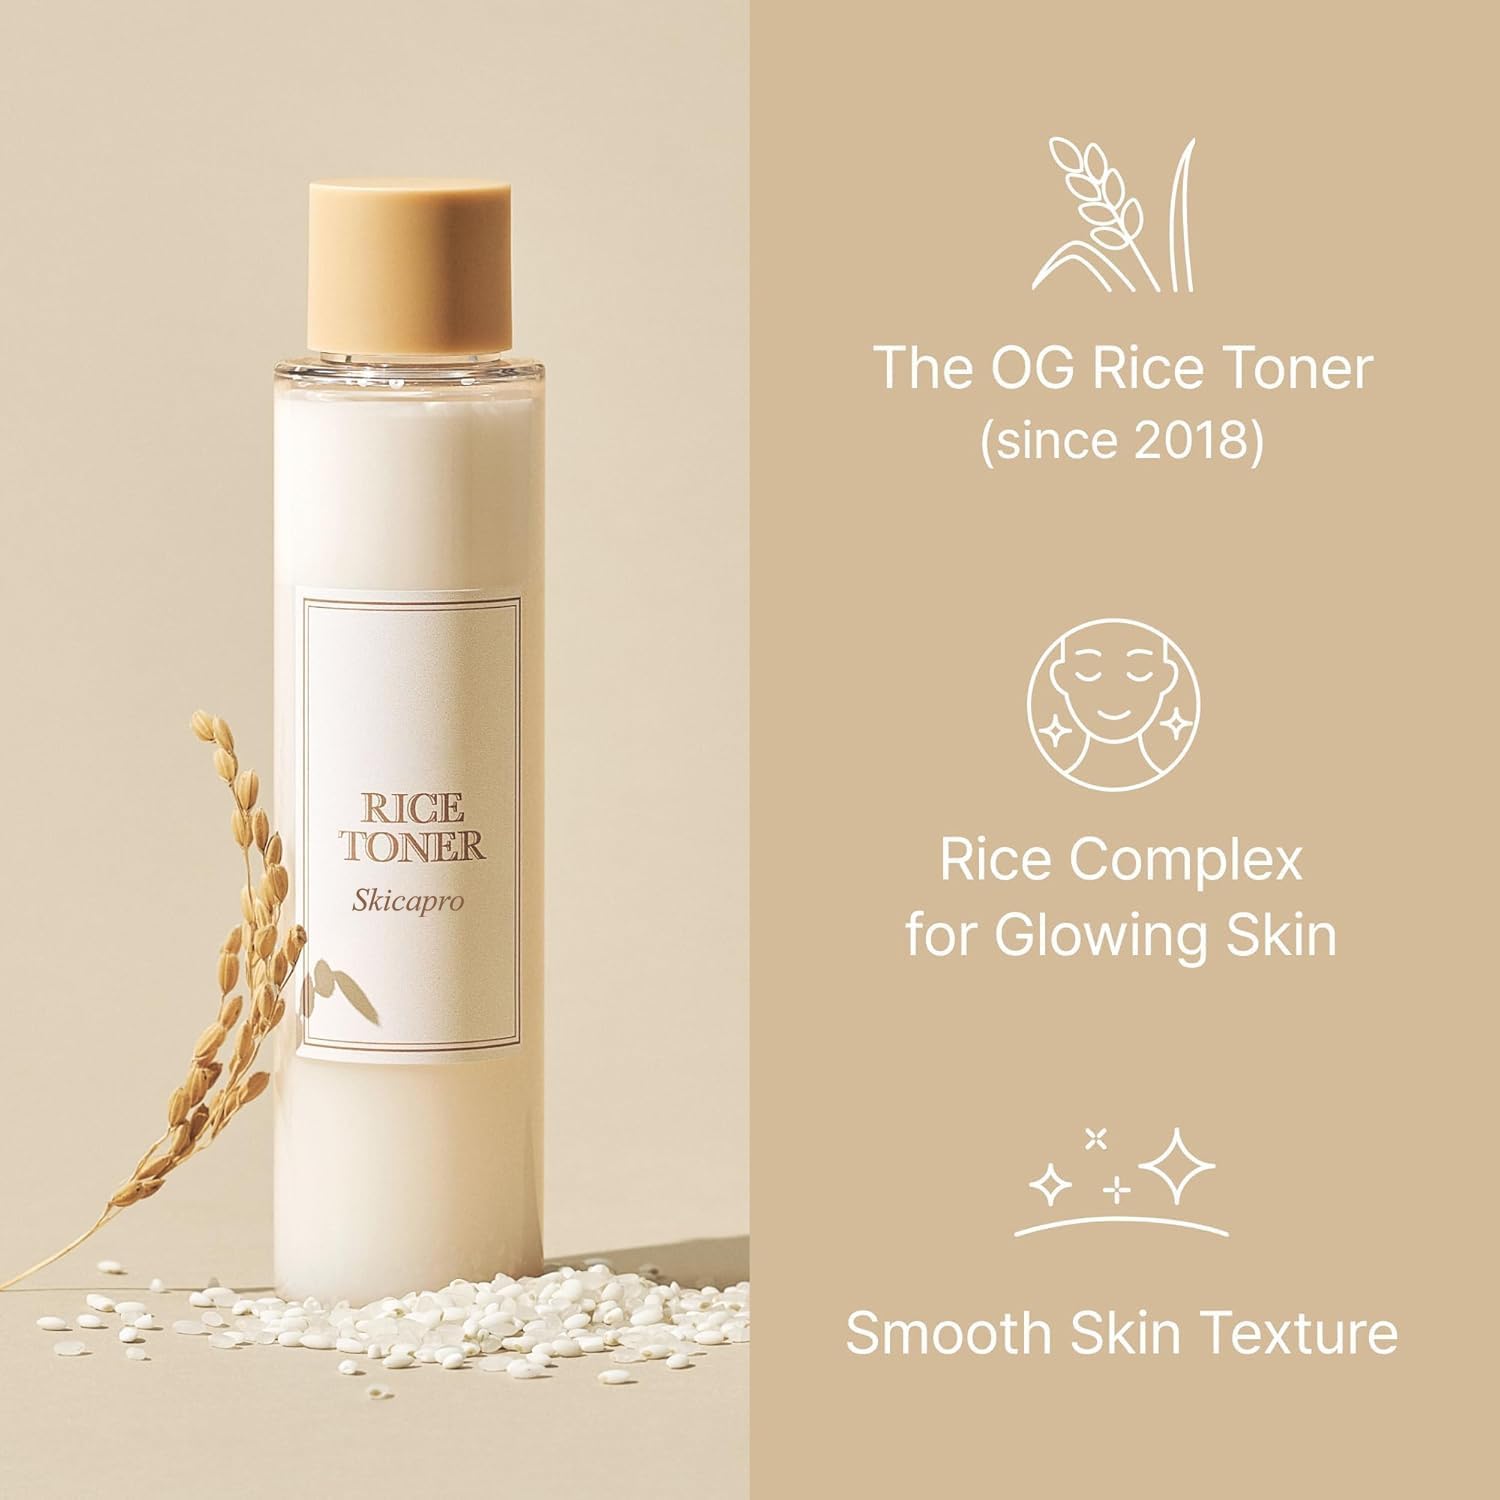 RICE
TONER
Skicapro
The OG Rice Toner
(since 2018)
Rice Complex
for Glowing Skin
Smooth Skin Texture